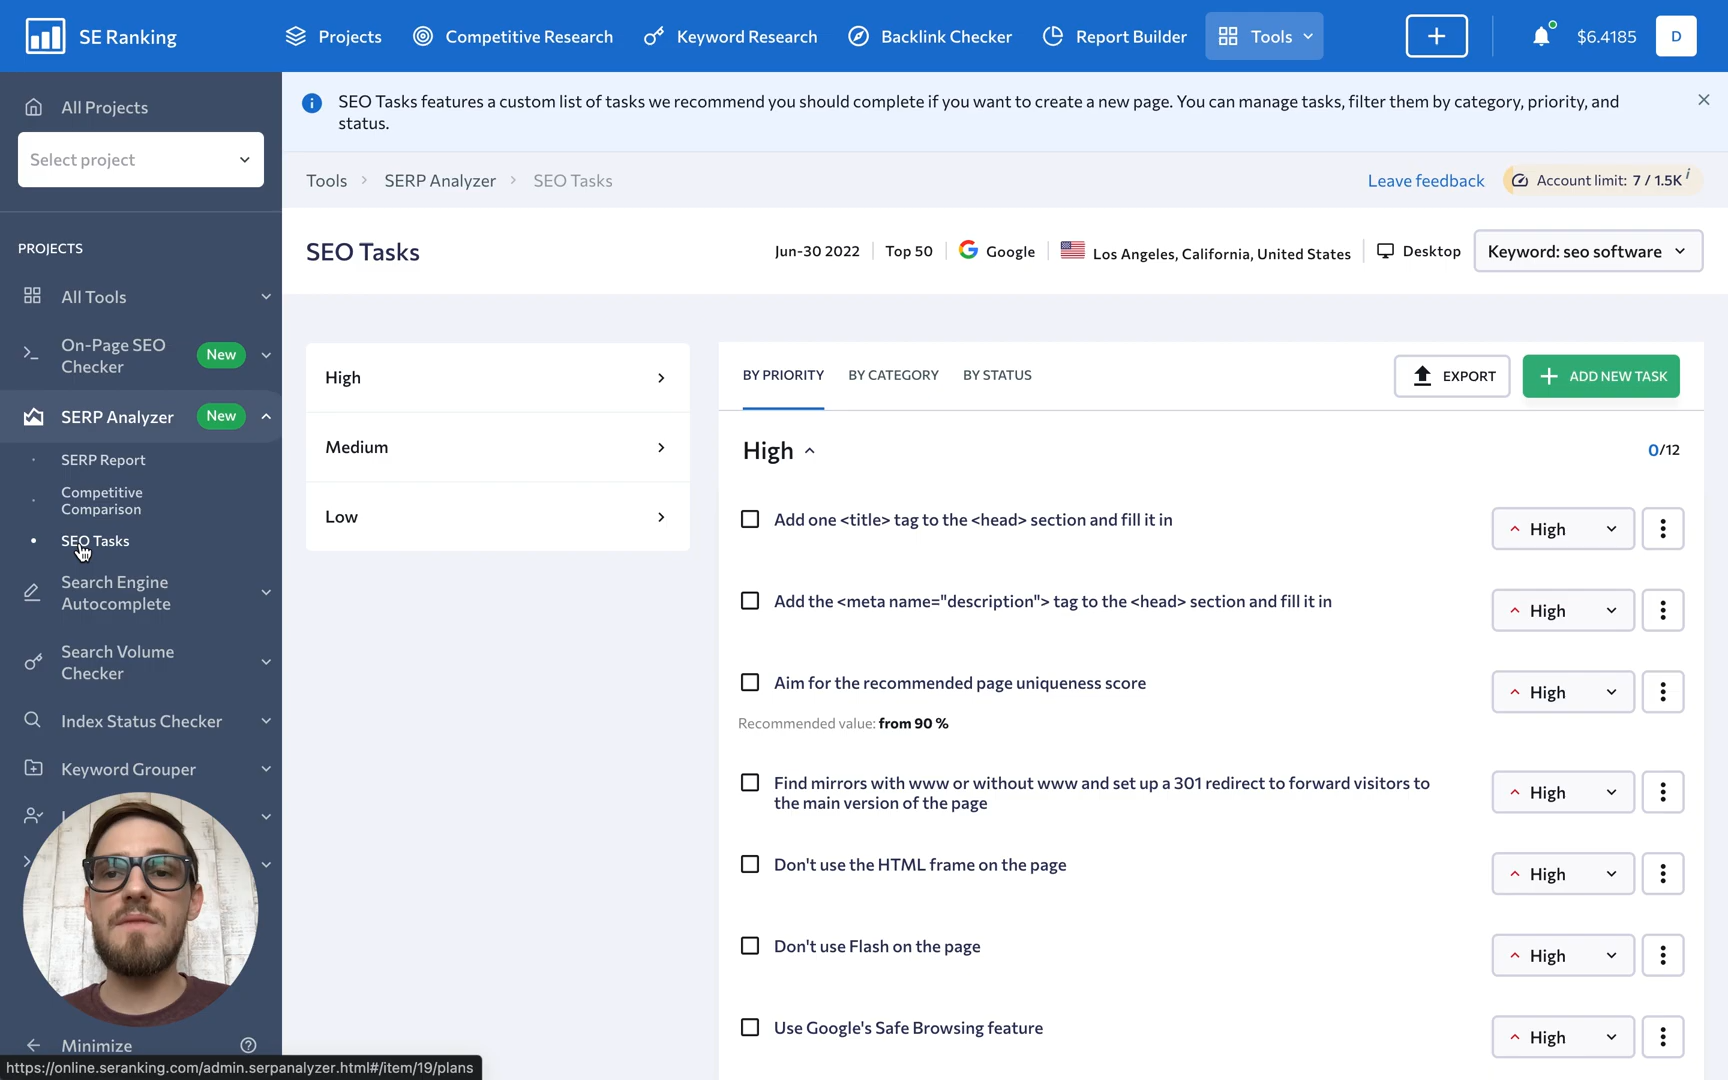 SE Ranking
Projects
Competitive Research
Keyword Research
Backlink Checker
Report Builder
Tools
$6.4185
D
All Projects
Select project
PROJECTS
All Tools
On-Page SEO
Checker
New
SERP Analyzer
New
SERP Report
Competitive
Comparison
SEO Tasks
Search Engine
Autocomplete
Search Volume
Checker
Index Status Checker
Keyword Grouper
Minimize
https://online.seranking.com/admin.serpanalyzer.html#/item/19/plans
SEO Tasks features a custom list of tasks we recommend you should complete if you want to create a new page. You can manage tasks, filter them by category, priority, and
status.
Tools > SERP Analyzer > SEO Tasks
Leave feedback
Account limit: 7 / 1.5K i
SEO Tasks
Jun-30 2022
Top 50
Google
Los Angeles, California, United States
Desktop
Keyword: seo software
High
Medium
Low
BY PRIORITY
BY CATEGORY
BY STATUS
EXPORT
ADD NEW TASK
High
0/12
Add one <title> tag to the <head> section and fill it in
High
Add the <meta name="description"> tag to the <head> section and fill it in
High
Aim for the recommended page uniqueness score
High
Recommended value: from 90 %
Find mirrors with www or without www and set up a 301 redirect to forward visitors to
the main version of the page
High
Don't use the HTML frame on the page
High
Don't use Flash on the page
High
Use Google's Safe Browsing feature
High